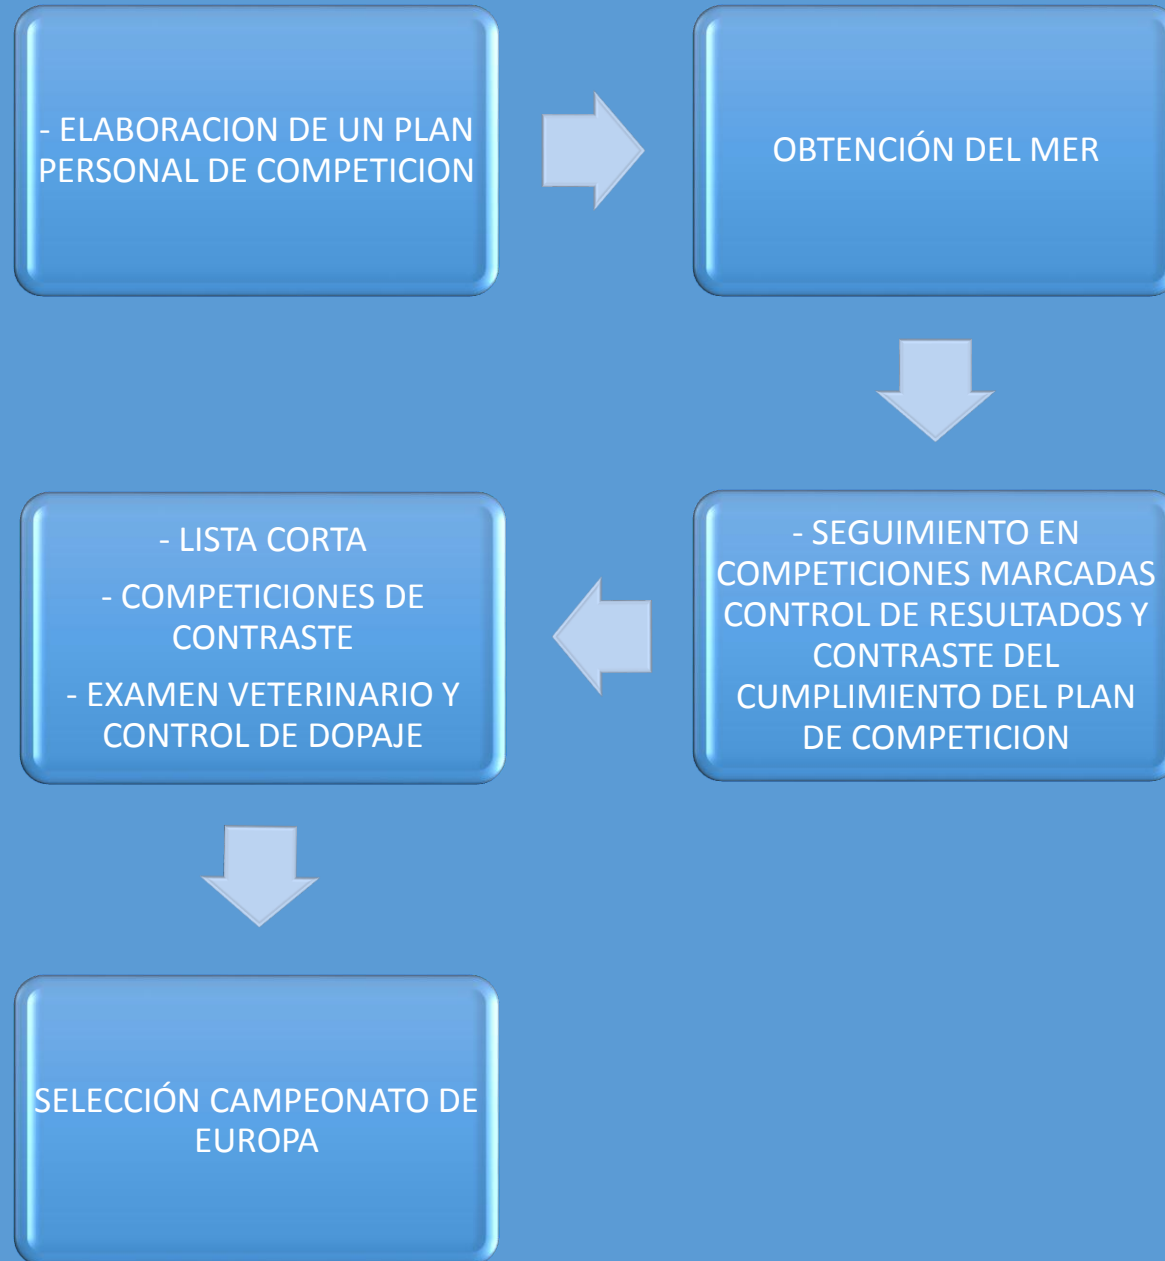 - ELABORACION DE UN PLAN
PERSONAL DE COMPETICION
OBTENCIÓN DEL MER
- SEGUIMIENTO EN
COMPETICIONES MARCADAS
CONTROL DE RESULTADOS Y
CONTRASTE DEL
CUMPLIMIENTO DEL PLAN
DE COMPETICION
- LISTA CORTA
- COMPETICIONES DE
CONTRASTE
- EXAMEN VETERINARIO Y
CONTROL DE DOPAJE
SELECCIÓN CAMPEONATO DE
EUROPA